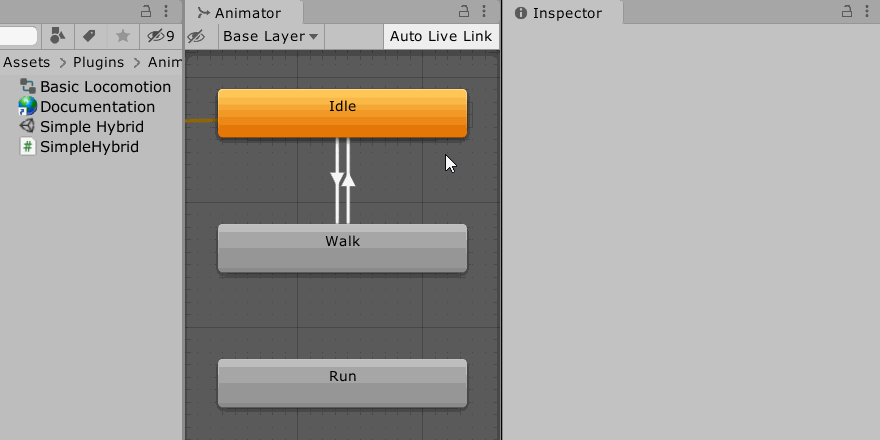 Animator
Inspector
9
Base Layer
Auto Live Link
Assets > Plugins > Anim
Basic Locomotion
Documentation
Simple Hybrid
# SimpleHybrid
Idle
Walk
Run